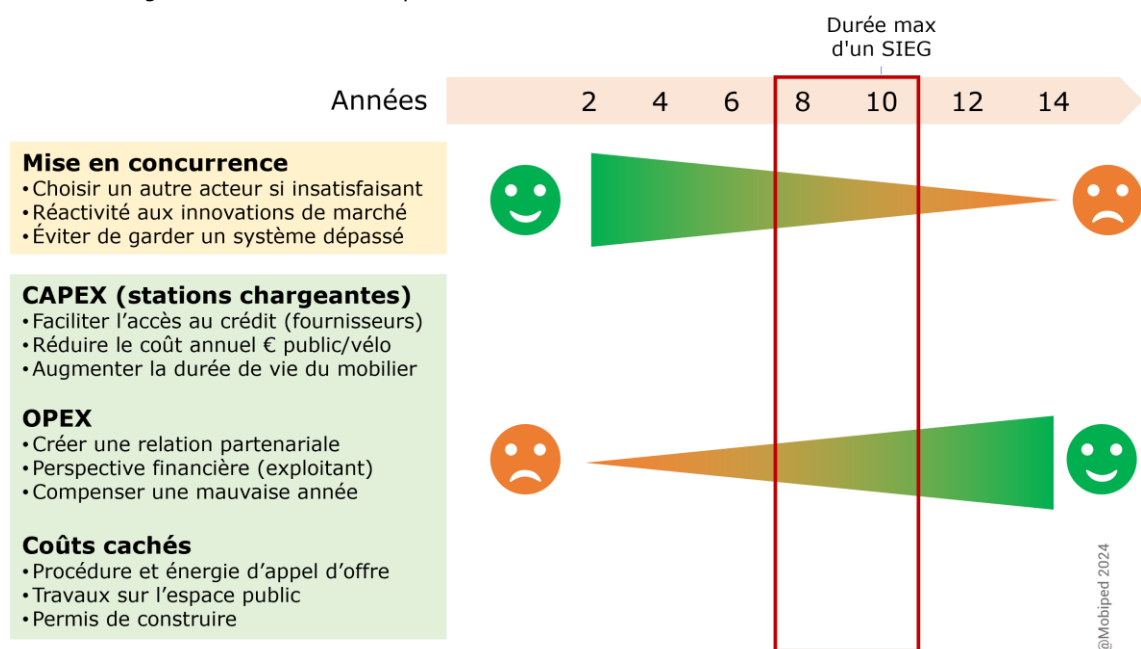 Durée max
d'un SIEG
Années
2 4 6 8 10 12 14
Mise en concurrence
• Choisir un autre acteur si insatisfaisant
• Réactivité aux innovations de marché
• Éviter de garder un système dépassé
CAPEX (stations chargeantes)
• Faciliter l'accès au crédit (fournisseurs)
• Réduire le coût annuel € public/vélo
• Augmenter la durée de vie du mobilier
OPEX
• Créer une relation partenariale
• Perspective financière (exploitant)
• Compenser une mauvaise année
Coûts cachés
• Procédure et énergie d'appel d'offre
• Travaux sur l'espace public
• Permis de construire
@Mobiped 2024